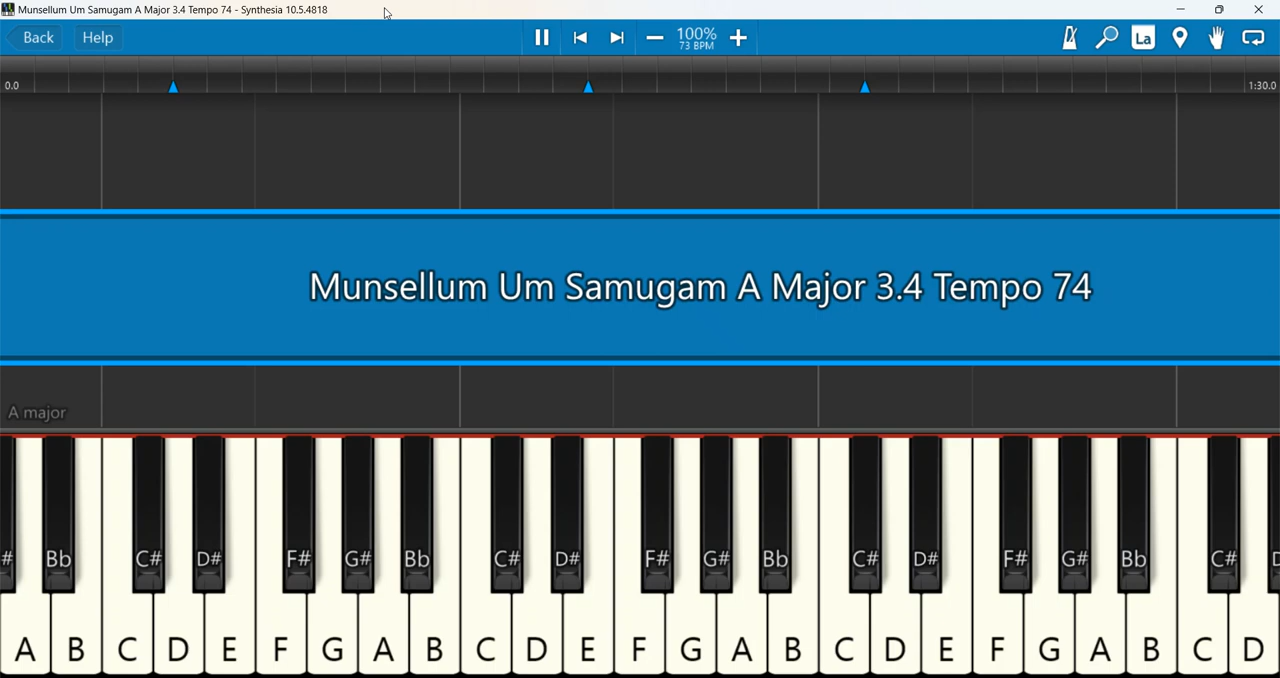 Munsellum Um Samugam A Major 3.4 Tempo 74 - Synthesia 10.5.4818
Back Help 100% La
73 BPM
0.0 1:30.0
Munsellum Um Samugam A Major 3.4 Tempo 74
A major
# Bb C# D# F# G# Bb C# D# F# G# Bb C# D# F# G# Bb C#
A B C D E F G A B C D E F G A B C D E F G A B C D